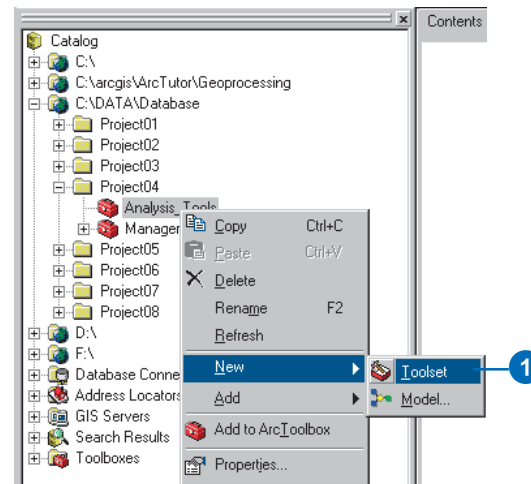 Contents
Catalog
C:\
C:\arcgis\ArcTutor\Geoprocessing
C:\DATA\Database
Project01
Project02
Project03
Project04
Analysis_Tools
Manager
Copy Ctrl+C
Project05
Paste Ctrl+V
Project06
Delete
Project07
Rename F2
Project08
Refresh
D:\
New
Toolset
1
F:\
Database Conne
Add
Model...
Address Locators
GIS Servers
Add to ArcToolbox
Search Results
Toolboxes
Properties...